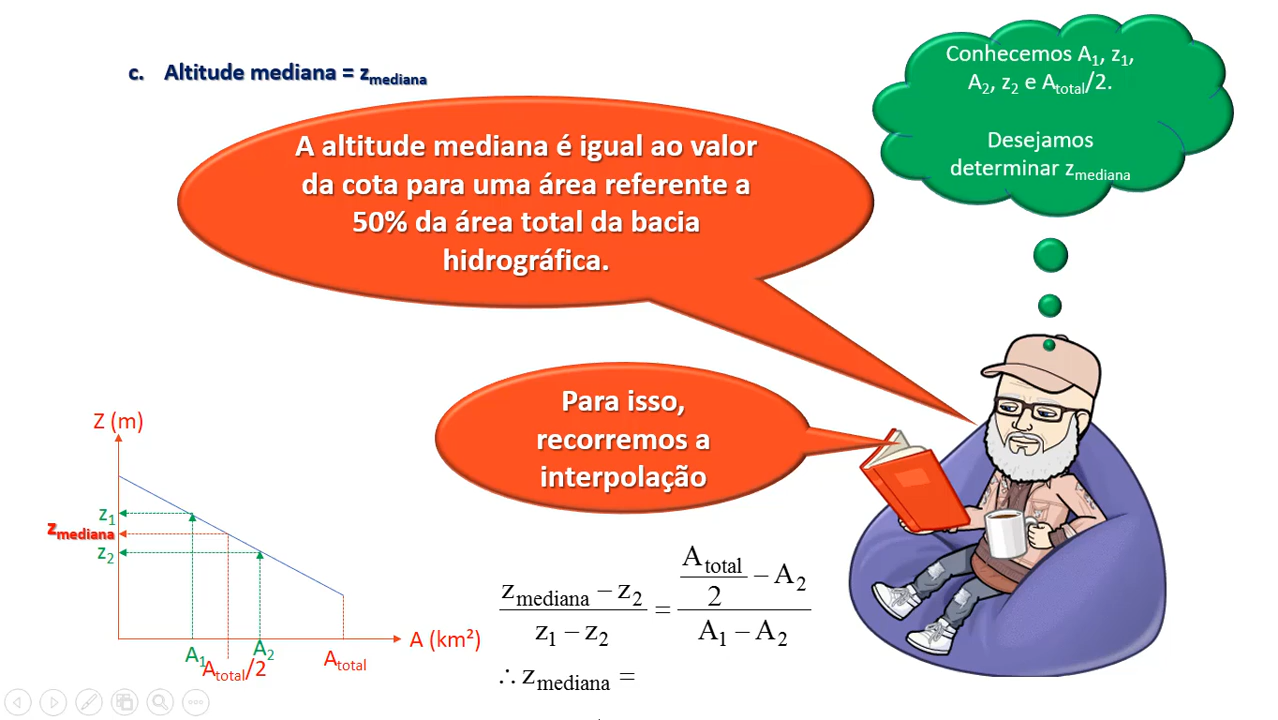 c. Altitude mediana = zmediana
Conhecemos A1, z1,
A2, z2 e Atotal/2.
Desejamos
determinar zmediana
A altitude mediana é igual ao valor
da cota para uma área referente a
50% da área total da bacia
hidrográfica.
Para isso,
recorremos a
interpolação
Z (m)
z1
zmediana
z2
A1
Atotal/2
A2
Atotal
A (km²)
(zmediana − z2)/(z1 − z2) = (Atotal/2 − A2)/(A1 − A2)
∴ zmediana =